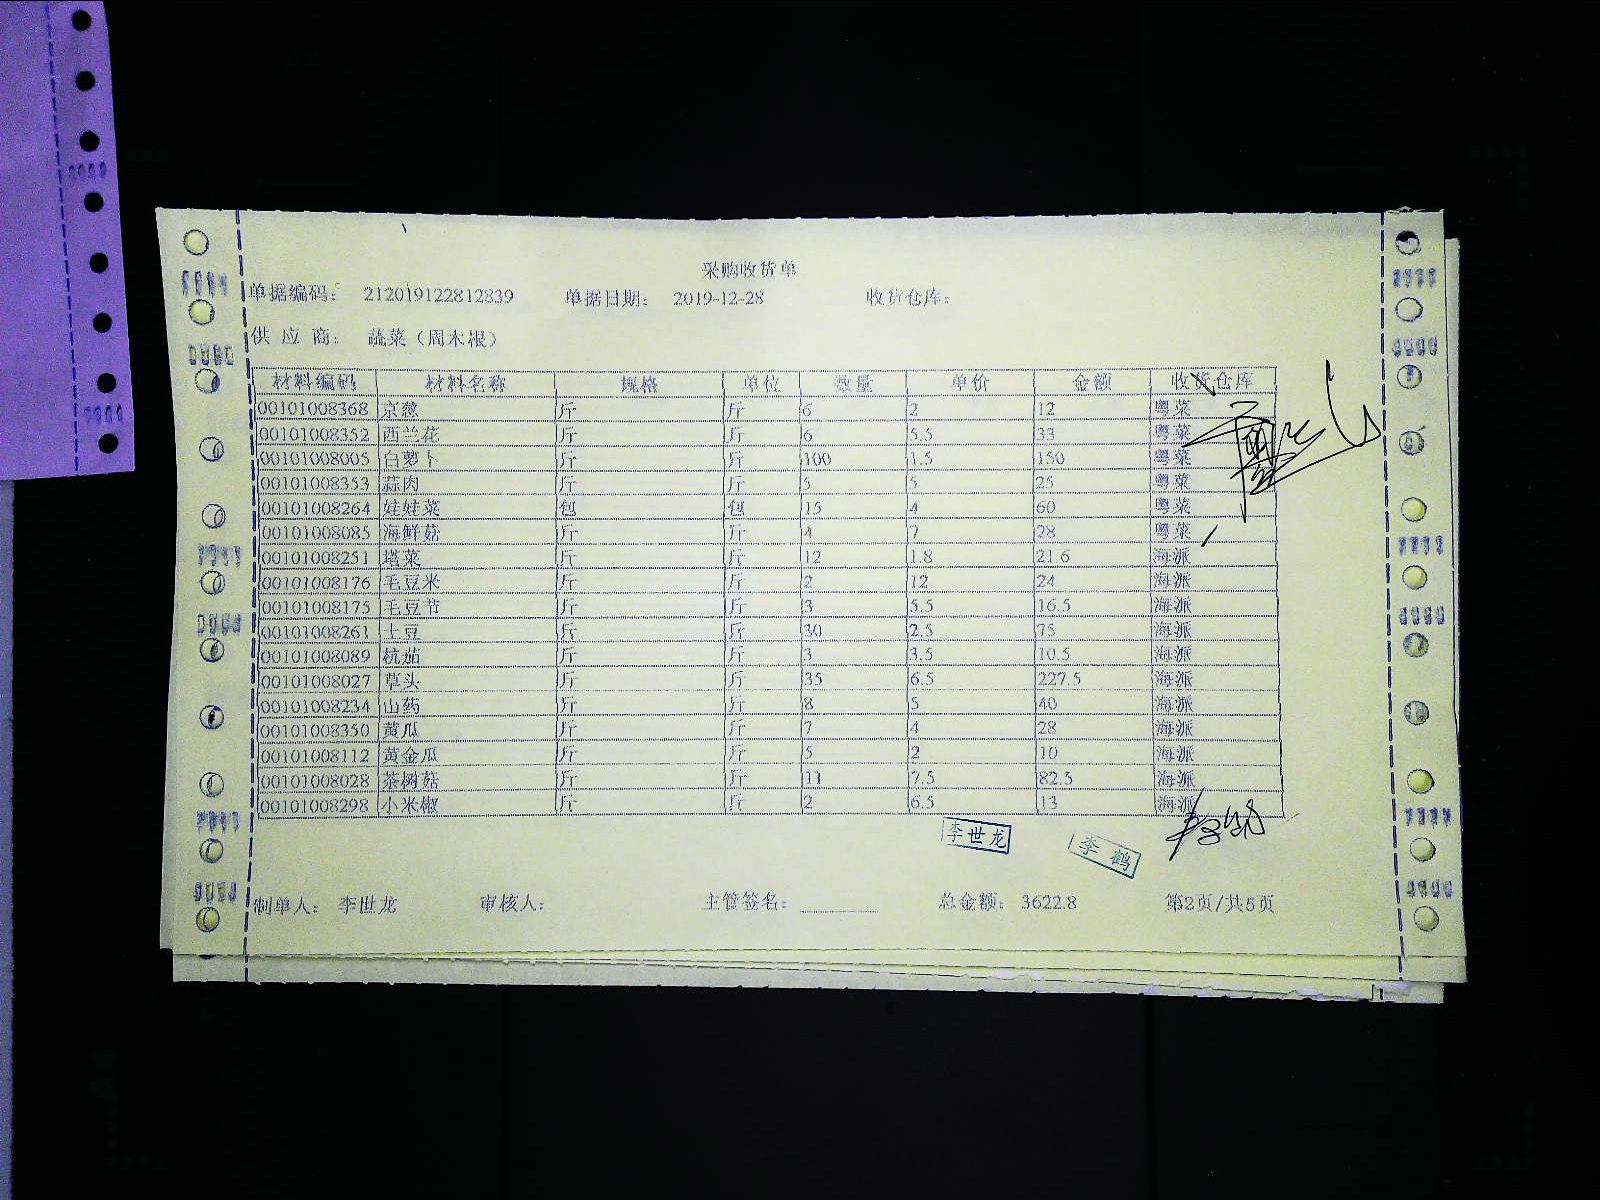 采购收货单
单据编码： 212019122812839 单据日期： 2019-12-28 收货仓库：
供 应 商： 蔬菜（周木根）
材料编码 材料名称 规格 单位 数量 单价 金额 收货仓库
00101008368 京葱 斤 斤 6 2 12 粤菜
00101008352 西兰花 斤 斤 6 5.5 33 粤菜
00101008005 白萝卜 斤 斤 100 1.5 150 粤菜
00101008353 蒜肉 斤 斤 5 5 25 粤菜
00101008264 娃娃菜 包 包 15 4 60 粤菜
00101008085 海鲜菇 斤 斤 4 7 28 粤菜
00101008251 塔菜 斤 斤 12 1.8 21.6 海派
00101008176 毛豆米 斤 斤 2 12 24 海派
00101008175 毛豆节 斤 斤 3 5.5 16.5 海派
00101008261 土豆 斤 斤 30 2.5 75 海派
00101008089 杭茄 斤 斤 3 3.5 10.5 海派
00101008027 草头 斤 斤 35 6.5 227.5 海派
00101008234 山药 斤 斤 8 5 40 海派
00101008350 黄瓜 斤 斤 7 4 28 海派
00101008112 黄金瓜 斤 斤 5 2 10 海派
00101008028 茶树菇 斤 斤 11 7.5 82.5 海派
00101008298 小米椒 斤 斤 2 6.5 13 海派
李世龙 李鹤
制单人： 李世龙 审核人： 主管签名： 总金额： 3622.8 第2页/共5页